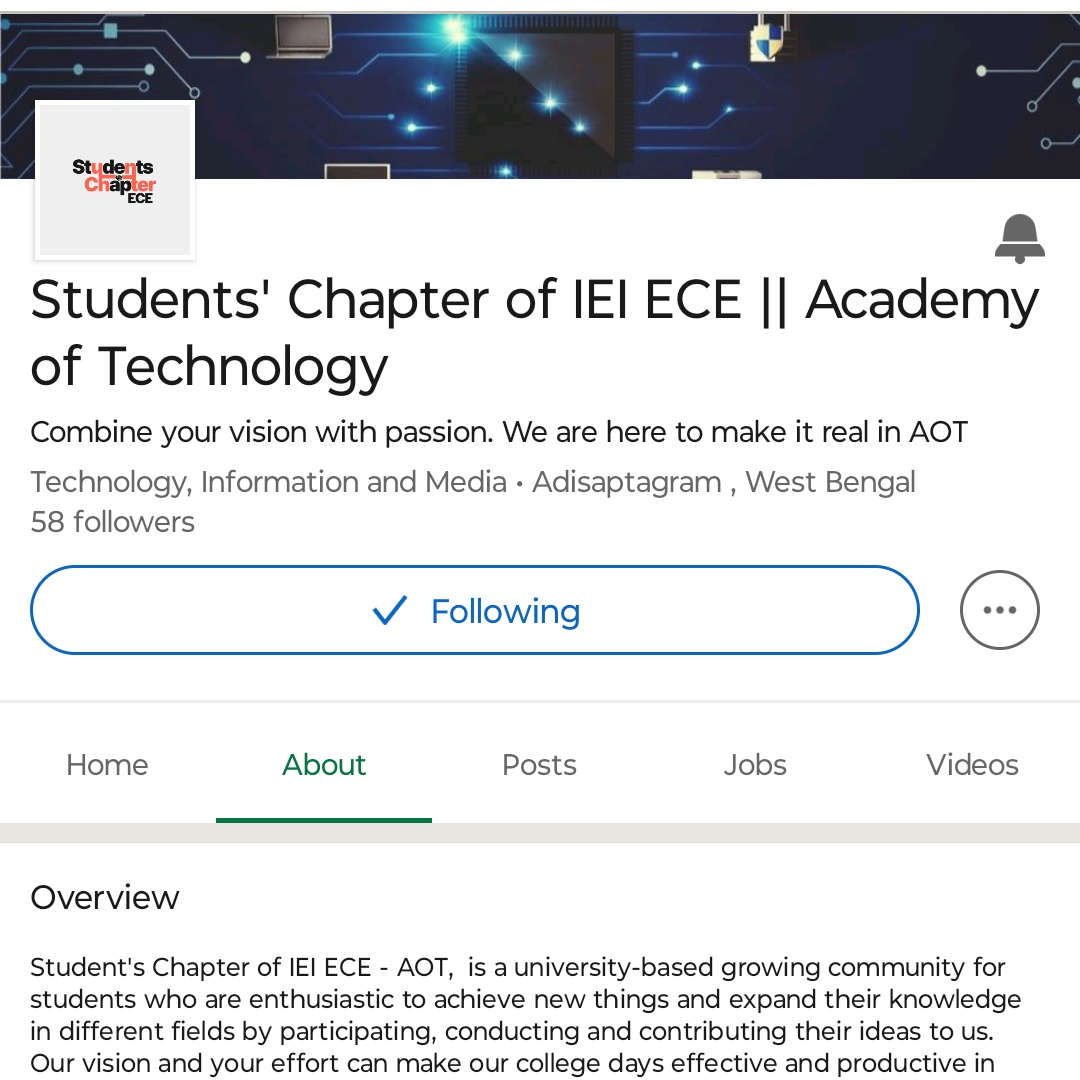 Students
Chapter
ECE
Students' Chapter of IEI ECE || Academy
of Technology
Combine your vision with passion. We are here to make it real in AOT
Technology, Information and Media • Adisaptagram , West Bengal
58 followers
Following
Home About Posts Jobs Videos
Overview
Student's Chapter of IEI ECE - AOT,  is a university-based growing community for
students who are enthusiastic to achieve new things and expand their knowledge
in different fields by participating, conducting and contributing their ideas to us.
Our vision and your effort can make our college days effective and productive in